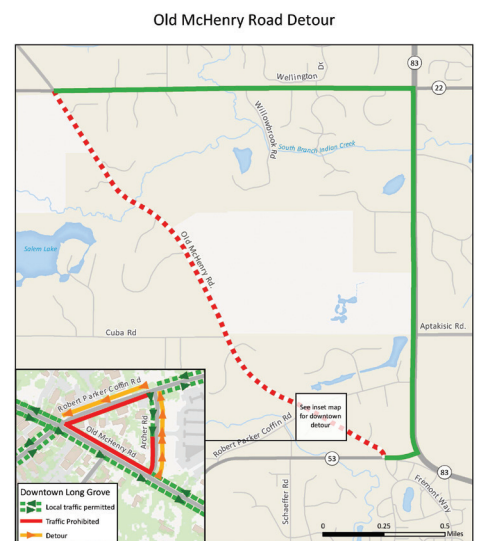 Old McHenry Road Detour
83
Wellington
Dr
22
Willowbrook Rd
South Branch Indian Creek
Old McHenry Rd.
Salem Lake
Cuba Rd
Aptakisic Rd.
See inset map
for downtown
detour
Robert Parker Coffin Rd
53
83
Schaeffer Rd
Fremont Way
0
0.25
0.5
Miles
Robert Parker Coffin Rd
Old McHenry Rd
Archer Rd
Downtown Long Grove
Local traffic permitted
Traffic Prohibited
Detour